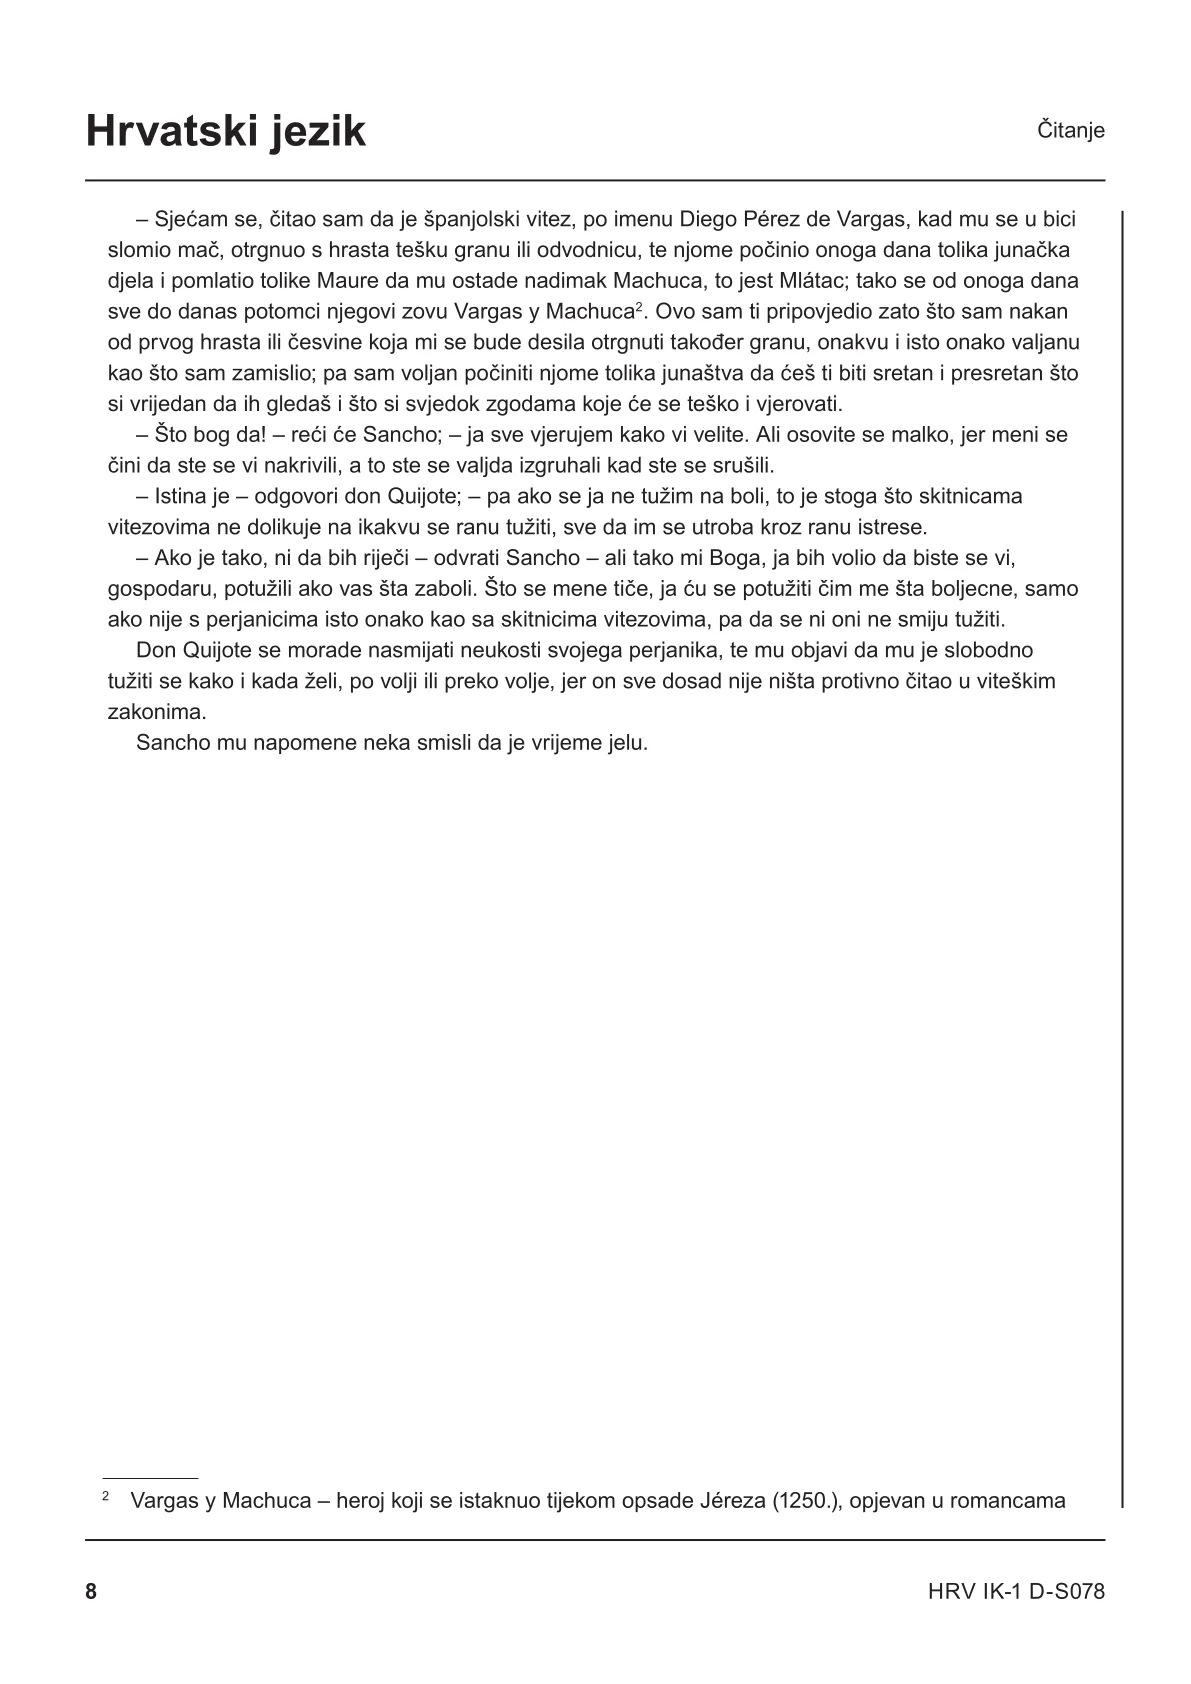 Hrvatski jezik
Čitanje
– Sjećam se, čitao sam da je španjolski vitez, po imenu Diego Pérez de Vargas, kad mu se u bici
slomio mač, otrgnuo s hrasta tešku granu ili odvodnicu, te njome počinio onoga dana tolika junačka
djela i pomlatio tolike Maure da mu ostade nadimak Machuca, to jest Mlátac; tako se od onoga dana
sve do danas potomci njegovi zovu Vargas y Machuca². Ovo sam ti pripovjedio zato što sam nakan
od prvog hrasta ili česvine koja mi se bude desila otrgnuti također granu, onakvu i isto onako valjanu
kao što sam zamislio; pa sam voljan počiniti njome tolika junaštva da ćeš ti biti sretan i presretan što
si vrijedan da ih gledaš i što si svjedok zgodama koje će se teško i vjerovati.
– Što bog da! – reći će Sancho; – ja sve vjerujem kako vi velite. Ali osovite se malko, jer meni se
čini da ste se vi nakrivili, a to ste se valjda izgruhali kad ste se srušili.
– Istina je – odgovori don Quijote; – pa ako se ja ne tužim na boli, to je stoga što skitnicama
vitezovima ne dolikuje na ikakvu se ranu tužiti, sve da im se utroba kroz ranu istrese.
– Ako je tako, ni da bih riječi – odvrati Sancho – ali tako mi Boga, ja bih volio da biste se vi,
gospodaru, potužili ako vas šta zaboli. Što se mene tiče, ja ću se potužiti čim me šta boljecne, samo
ako nije s perjanicima isto onako kao sa skitnicima vitezovima, pa da se ni oni ne smiju tužiti.
Don Quijote se morade nasmijati neukosti svojega perjanika, te mu objavi da mu je slobodno
tužiti se kako i kada želi, po volji ili preko volje, jer on sve dosad nije ništa protivno čitao u viteškim
zakonima.
Sancho mu napomene neka smisli da je vrijeme jelu.
² Vargas y Machuca – heroj koji se istaknuo tijekom opsade Jéreza (1250.), opjevan u romancama
8
HRV IK-1 D-S078